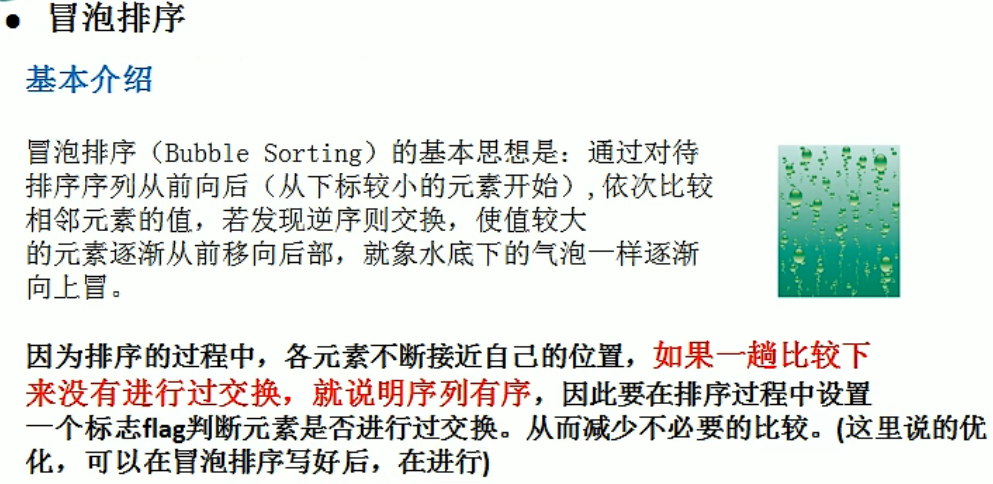 • 冒泡排序
基本介绍
冒泡排序（Bubble Sorting）的基本思想是：通过对待
排序序列从前向后（从下标较小的元素开始）,依次比较
相邻元素的值，若发现逆序则交换，使值较大
的元素逐渐从前移向后部，就象水底下的气泡一样逐渐
向上冒。
因为排序的过程中，各元素不断接近自己的位置，如果一趟比较下
来没有进行过交换，就说明序列有序，因此要在排序过程中设置
一个标志flag判断元素是否进行过交换。从而减少不必要的比较。(这里说的优
化，可以在冒泡排序写好后，在进行)